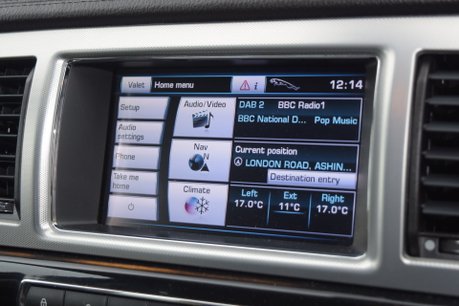 Valet
Home menu
i
12:14
Setup
Audio settings
Phone
Take me home
Audio/Video
DAB 2 BBC Radio1
BBC National D... Pop Music
Nav
N
Current position
LONDON ROAD, ASHIN...
Destination entry
Climate
Left Ext Right
17.0°C 11°C 17.0°C